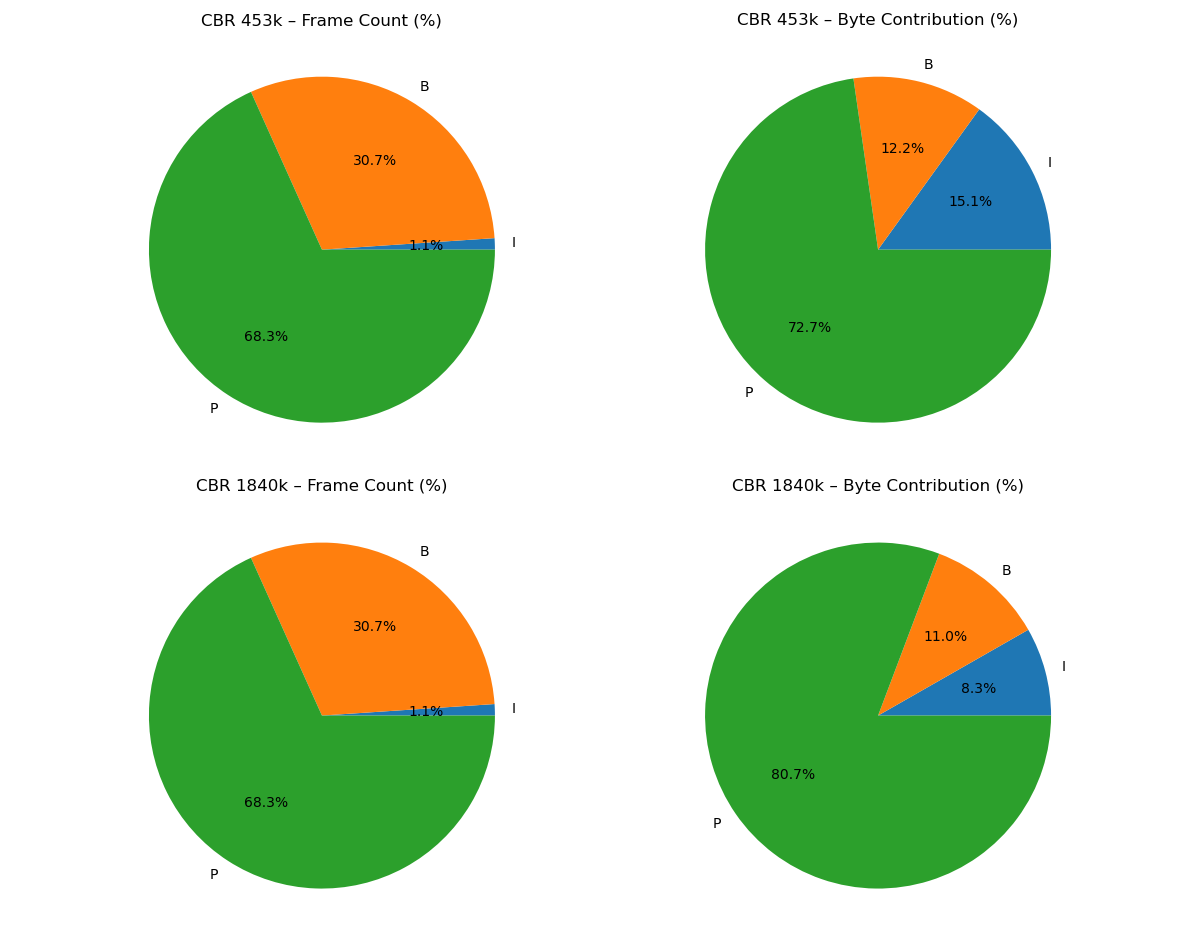 CBR 453k – Frame Count (%)
B
30.7%
1.1%
I
68.3%
P
CBR 453k – Byte Contribution (%)
B
12.2%
I
15.1%
72.7%
P
CBR 1840k – Frame Count (%)
B
30.7%
1.1%
I
68.3%
P
CBR 1840k – Byte Contribution (%)
B
11.0%
I
8.3%
80.7%
P